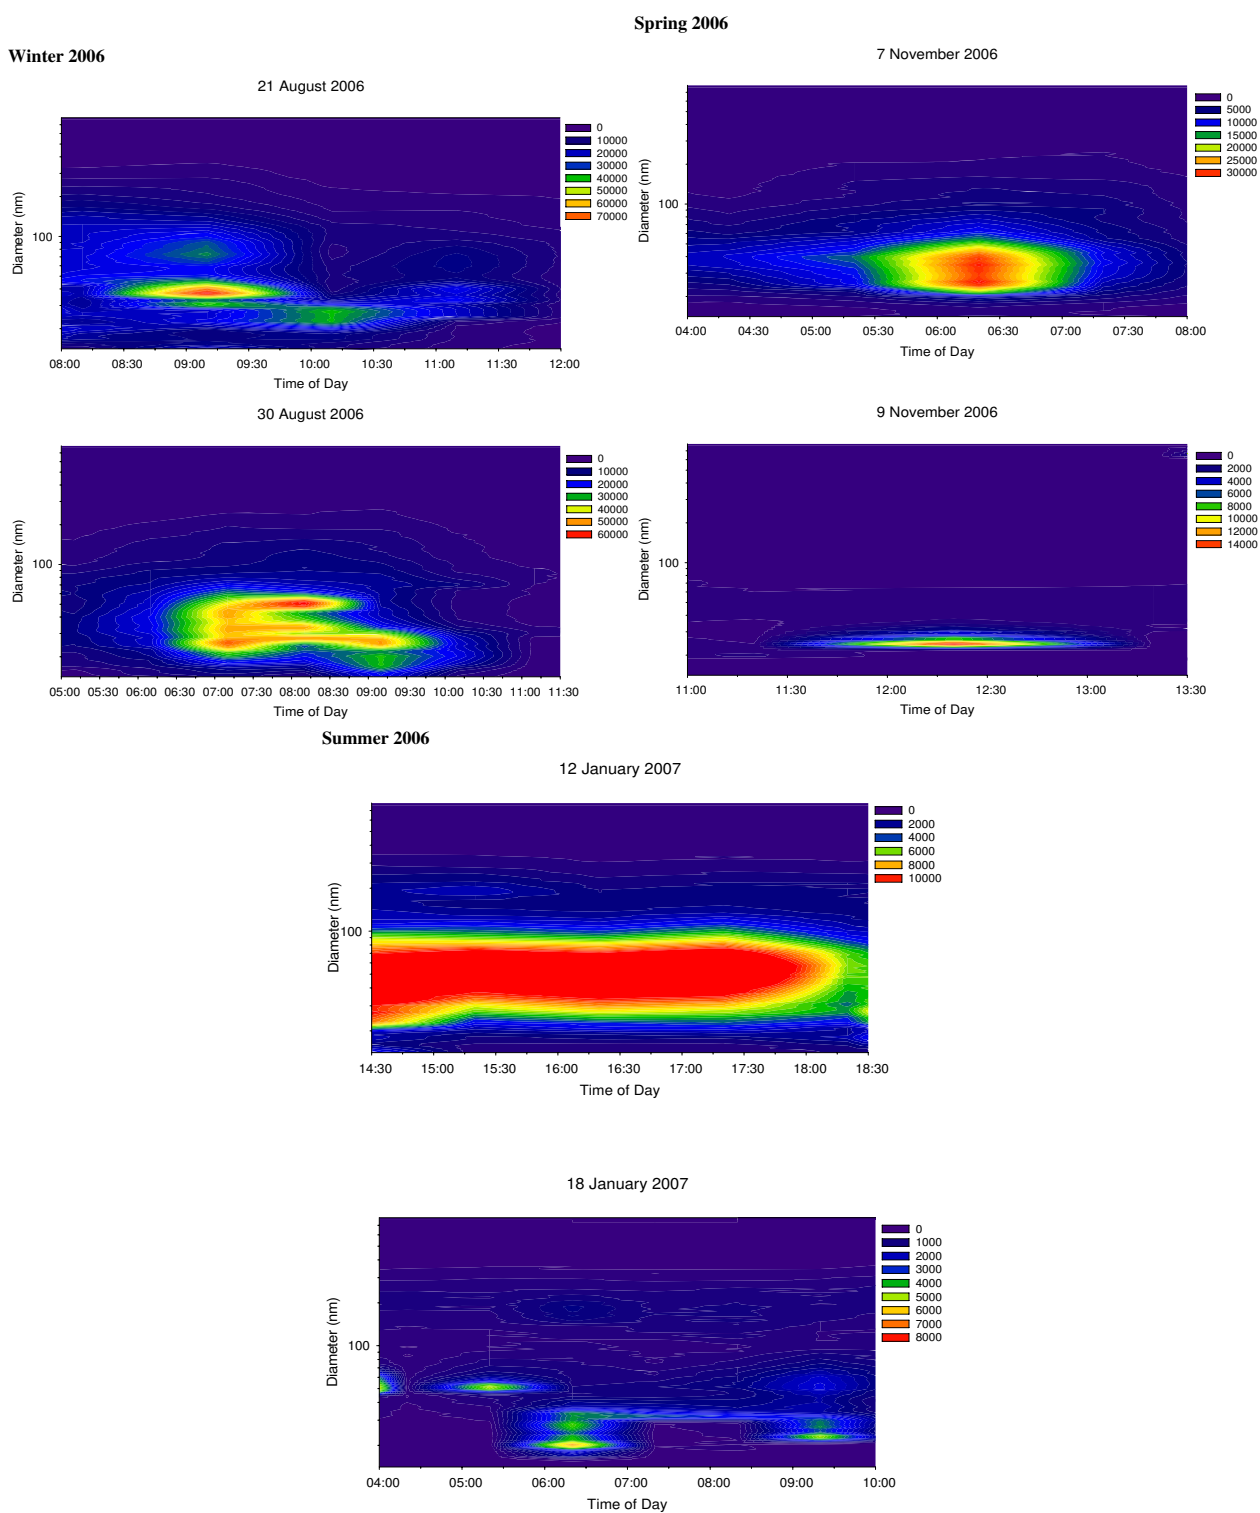 Spring 2006
Winter 2006
7 November 2006
21 August 2006
0
5000
10000
15000
20000
25000
30000
0
10000
20000
30000
40000
50000
60000
70000
Diameter (nm)
100
Diameter (nm)
100
04:00 04:30 05:00 05:30 06:00 06:30 07:00 07:30 08:00
Time of Day
08:00 08:30 09:00 09:30 10:00 10:30 11:00 11:30 12:00
Time of Day
30 August 2006
9 November 2006
0
10000
20000
30000
40000
50000
60000
0
2000
4000
6000
8000
10000
12000
14000
Diameter (nm)
100
Diameter (nm)
100
05:00 05:30 06:00 06:30 07:00 07:30 08:00 08:30 09:00 09:30 10:00 10:30 11:00 11:30
Time of Day
11:00 11:30 12:00 12:30 13:00 13:30
Time of Day
Summer 2006
12 January 2007
0
2000
4000
6000
8000
10000
Diameter (nm)
100
14:30 15:00 15:30 16:00 16:30 17:00 17:30 18:00 18:30
Time of Day
18 January 2007
0
1000
2000
3000
4000
5000
6000
7000
8000
Diameter (nm)
100
04:00 05:00 06:00 07:00 08:00 09:00 10:00
Time of Day